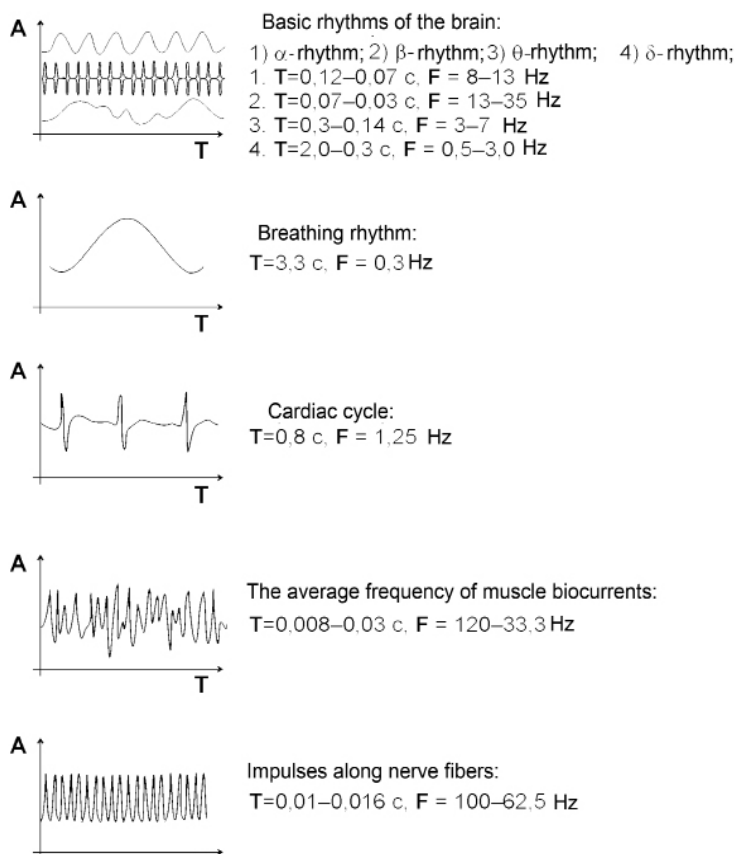 A
T
Basic rhythms of the brain:
1) α-rhythm; 2) β-rhythm; 3) θ-rhythm; 4) δ-rhythm;
1. T=0,12–0,07 c, F = 8–13 Hz
2. T=0,07–0,03 c, F = 13–35 Hz
3. T=0,3–0,14 c, F = 3–7 Hz
4. T=2,0–0,3 c, F = 0,5–3,0 Hz
A
T
Breathing rhythm:
T=3,3 c, F = 0,3 Hz
A
T
Cardiac cycle:
T=0,8 c, F = 1,25 Hz
A
T
The average frequency of muscle biocurrents:
T=0,008–0,03 c, F = 120–33,3 Hz
A
Impulses along nerve fibers:
T=0,01–0,016 c, F = 100–62,5 Hz